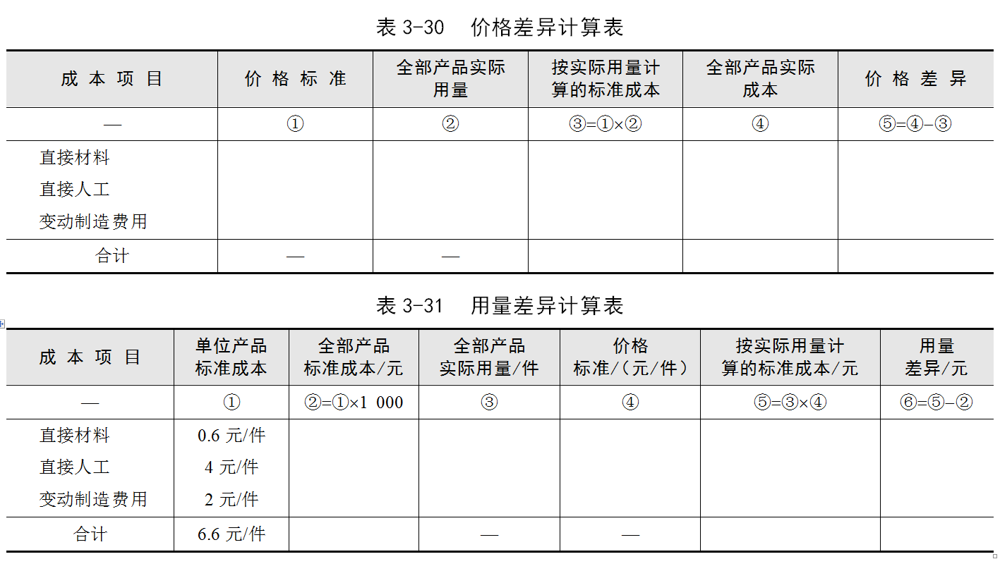 表 3-30 价格差异计算表
成 本 项 目 价 格 标 准 全部产品实际用量 按实际用量计算的标准成本 全部产品实际成本 价 格 差 异
— ① ② ③=①×② ④ ⑤=④-③
直接材料
直接人工
变动制造费用
合计 — —
表 3-31 用量差异计算表
成 本 项 目 单位产品标准成本 全部产品标准成本/元 全部产品实际用量/件 价格标准/(元/件) 按实际用量计算的标准成本/元 用量差异/元
— ① ②=①×1 000 ③ ④ ⑤=③×④ ⑥=⑤-②
直接材料 0.6 元/件
直接人工 4 元/件
变动制造费用 2 元/件
合计 6.6 元/件 — —